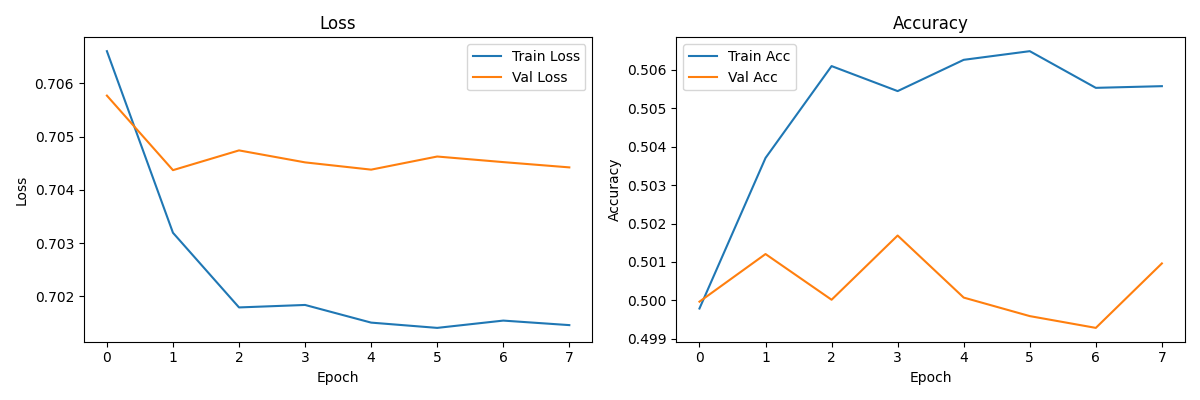 Loss
Train Loss
Val Loss
0.706
0.705
0.704
0.703
0.702
Loss
0 1 2 3 4 5 6 7
Epoch
Accuracy
Train Acc
Val Acc
0.506
0.505
0.504
0.503
0.502
0.501
0.500
0.499
Accuracy
0 1 2 3 4 5 6 7
Epoch